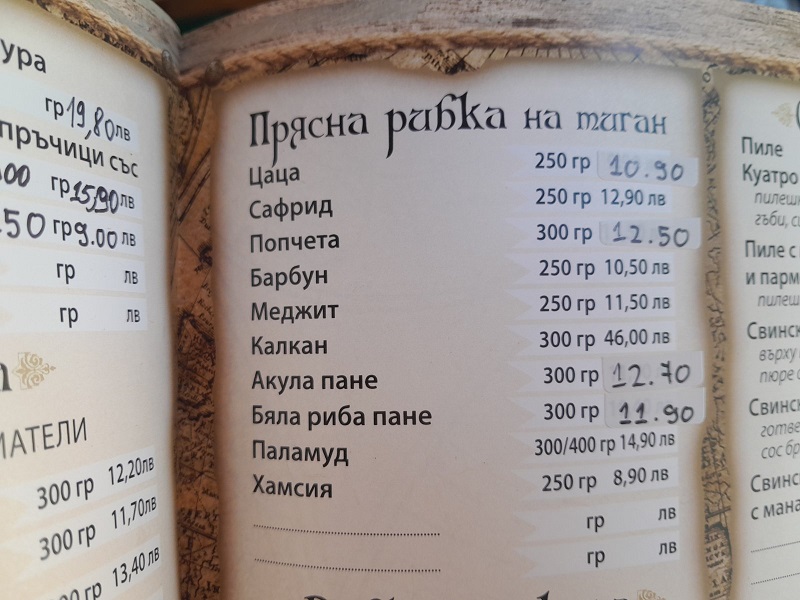 ура
гр 19,80 лв
пръчици със
00 гр 15,90 лв
50 гр 9.00 лв
гр лв
гр лв
МАТЕЛИ
300 гр 12,20лв
300 гр 11,70лв
00 гр 13,40 лв
Прясна рибка на тиган
Цаца 250 гр 10.90
Сафрид 250 гр 12,90 лв
Попчета 300 гр 12.50
Барбун 250 гр 10,50 лв
Меджит 250 гр 11,50 лв
Калкан 300 гр 46,00 лв
Акула пане 300 гр 12.70
Бяла риба пане 300 гр 11.90
Паламуд 300/400 гр 14,90 лв
Хамсия 250 гр 8,90 лв
гр лв
гр лв
Пиле
Куатро
пилешк
гъби, с
Пиле с
и парм
пилеш
Свинск
върху
пюре
Свинск
готве
сос бр
Свинск
с мана